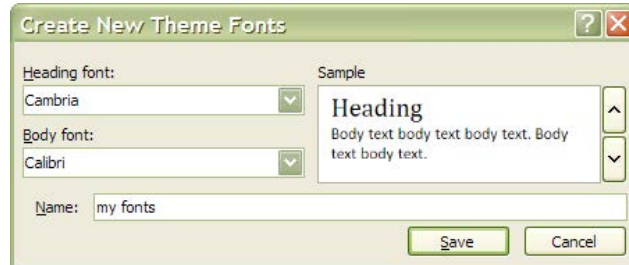 Create New Theme Fonts
Heading font:
Cambria
Body font:
Calibri
Sample
Heading
Body text body text body text. Body
text body text.
Name: my fonts
Save Cancel